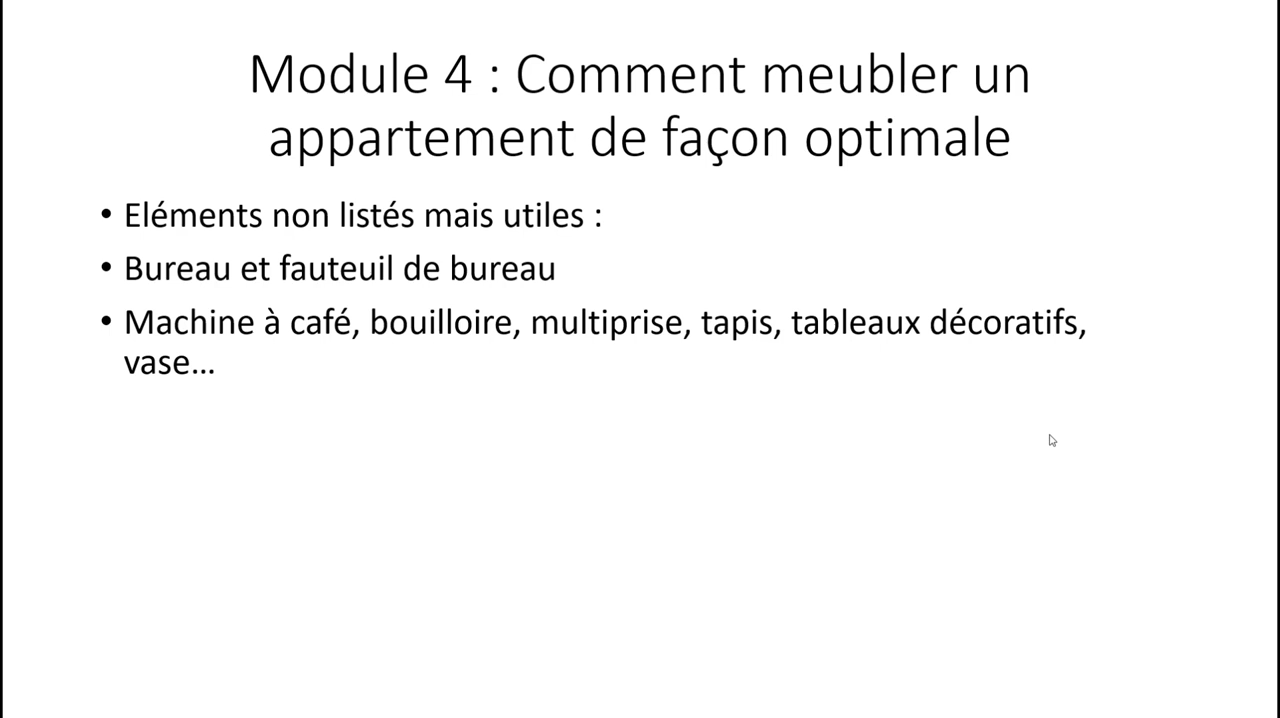 Module 4 : Comment meubler un
appartement de façon optimale
• Eléments non listés mais utiles :
• Bureau et fauteuil de bureau
• Machine à café, bouilloire, multiprise, tapis, tableaux décoratifs,
vase...